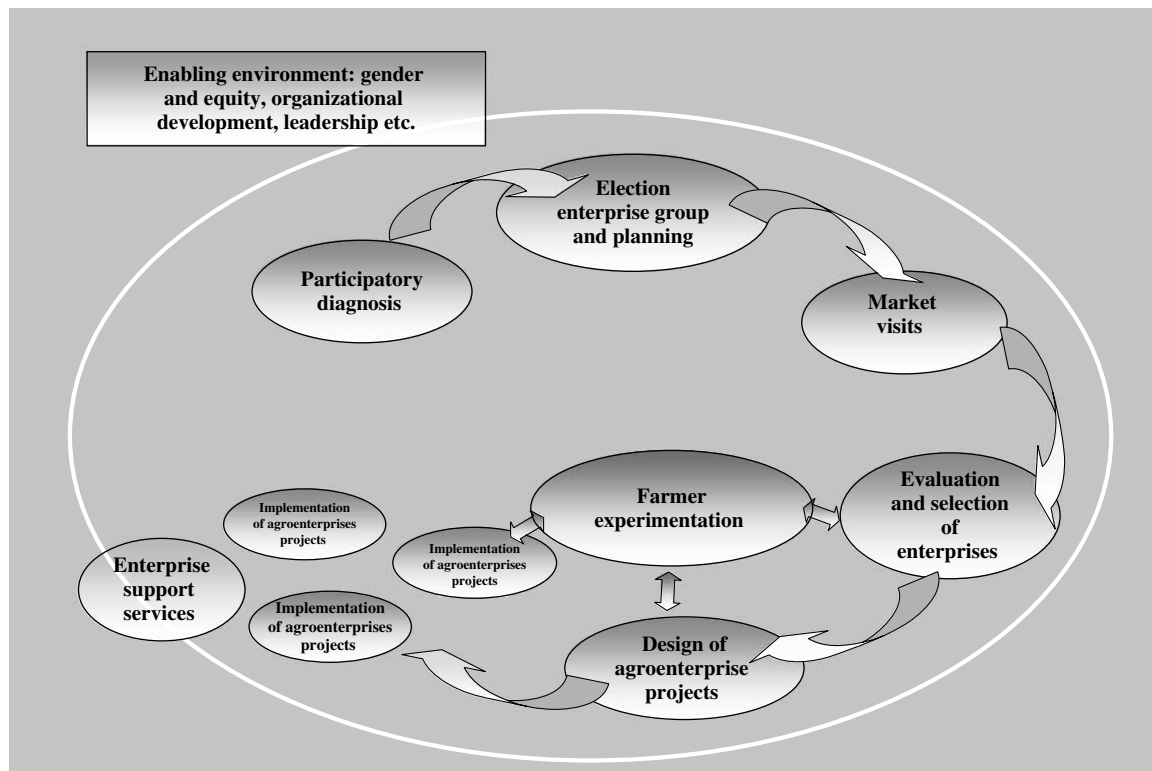 Enabling environment: gender
and equity, organizational
development, leadership etc.
Election
enterprise group
and planning
Participatory
diagnosis
Market
visits
Evaluation
and selection
of
enterprises
Farmer
experimentation
Implementation
of agroenterprises
projects
Implementation
of agroenterprises
projects
Enterprise
support
services
Implementation
of agroenterprises
projects
Design of
agroenterprise
projects